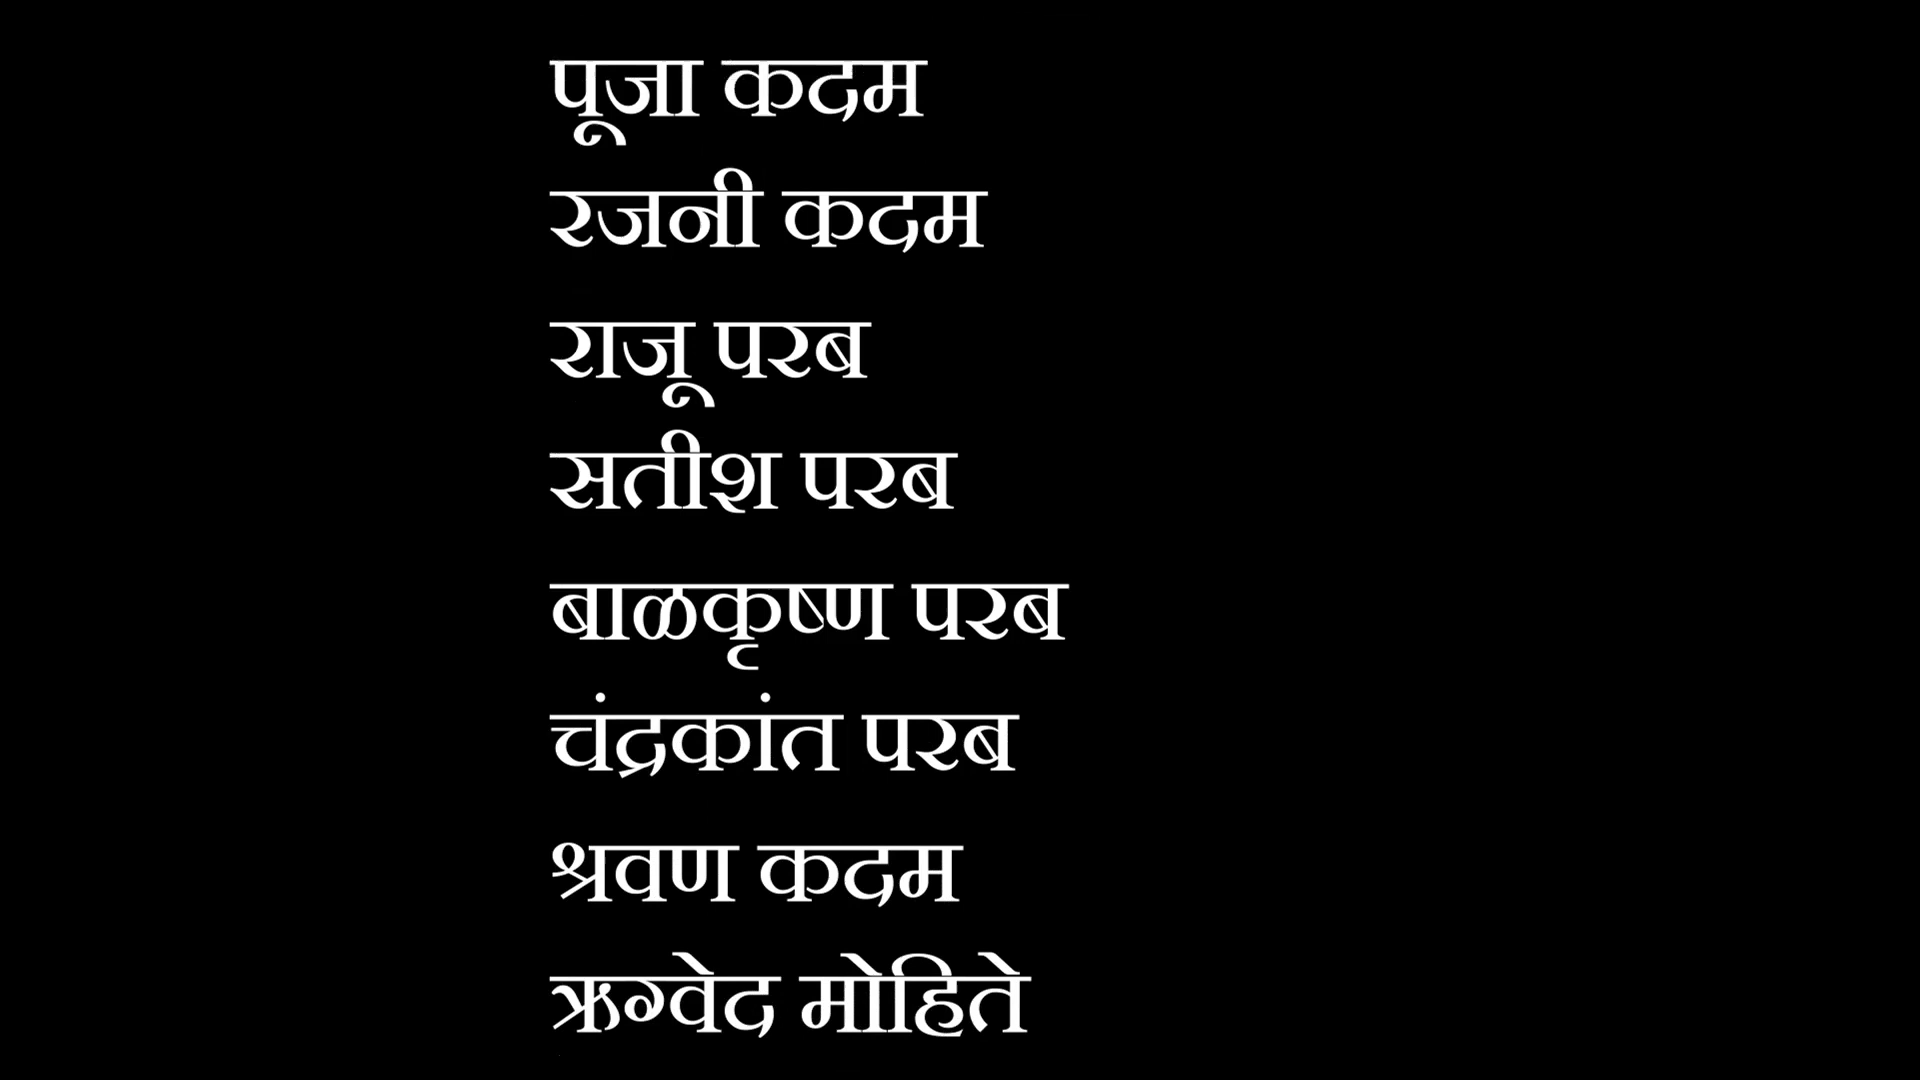 पूजा कदम
रजनी कदम
राजू परब
सतीश परब
बाळकृष्ण परब
चंद्रकांत परब
श्रवण कदम
ऋग्वेद मोहिते